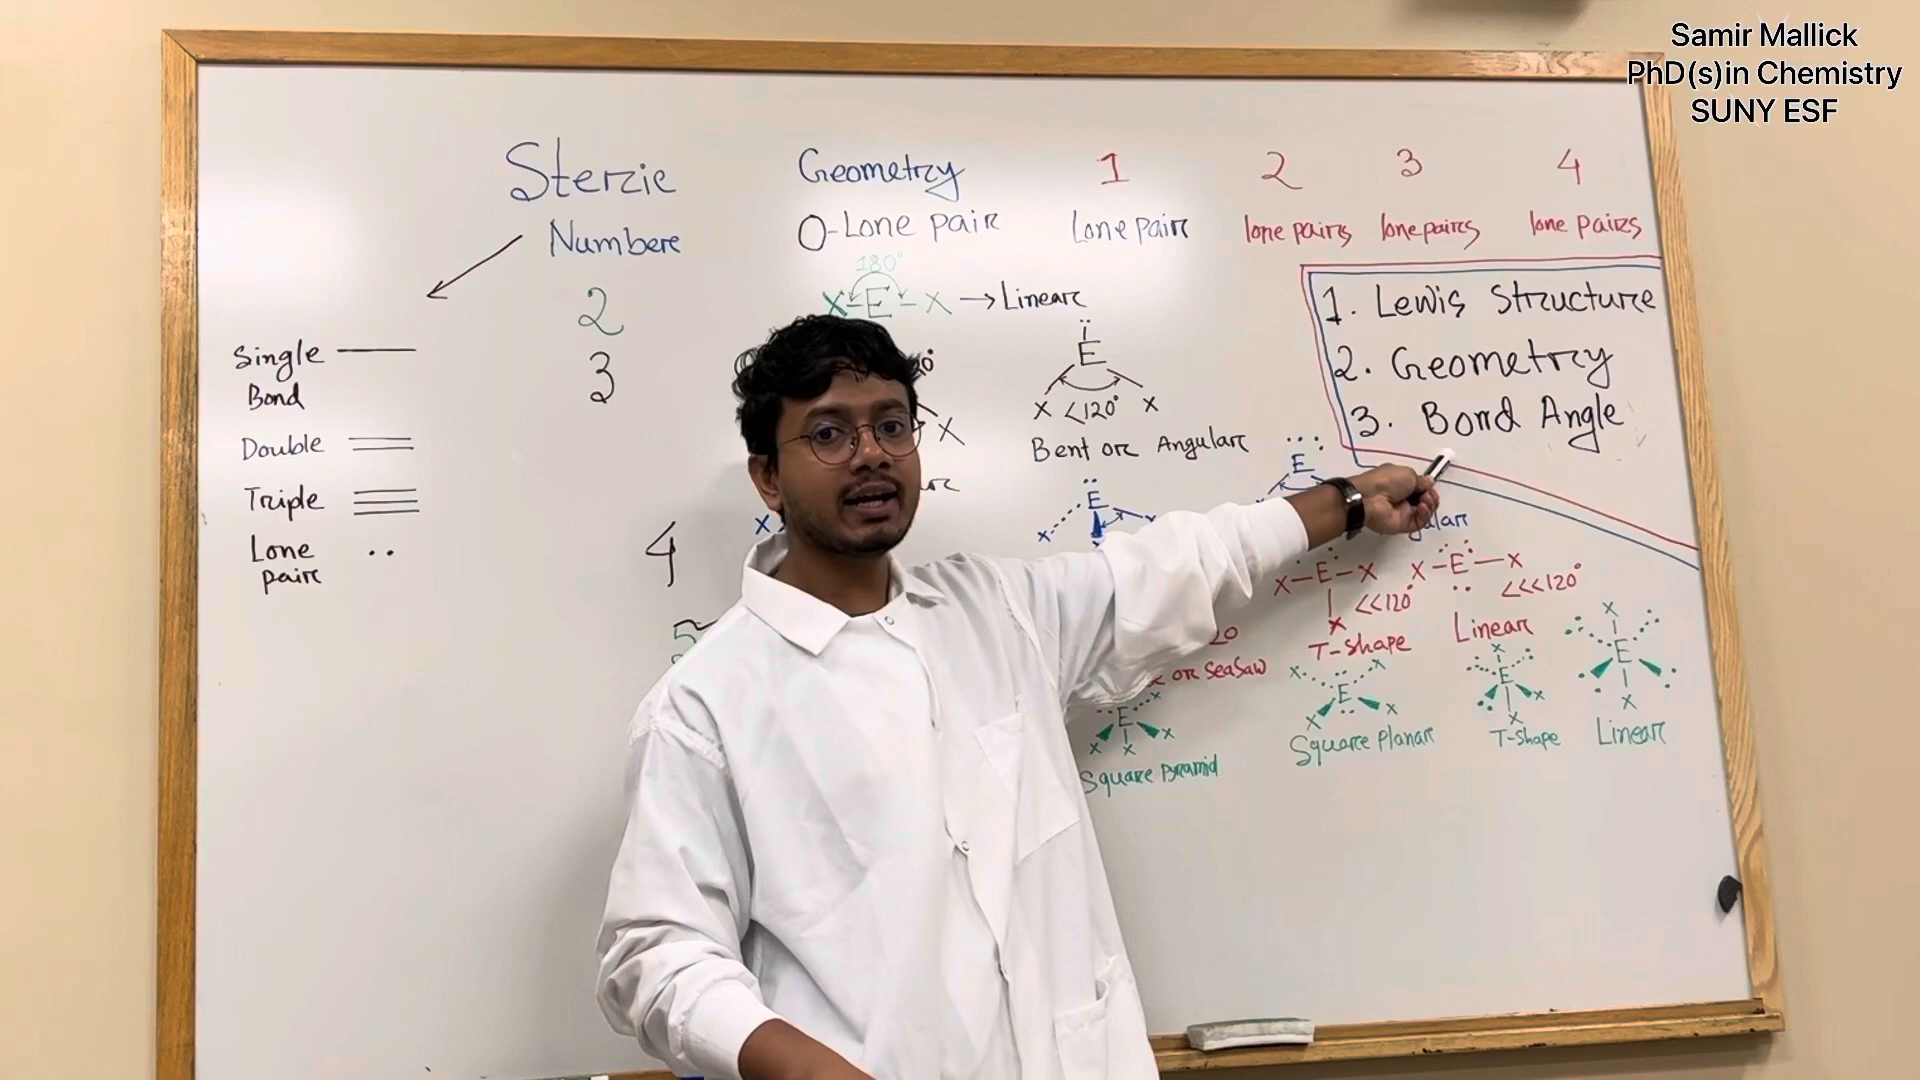 Samir Mallick
PhD(s)in Chemistry
SUNY ESF
Sterzic
Numbere
Geometry
0-Lone pair
1
Lone pair
2
lone pairs
3
lone pairs
4
lone pairs
Single
Bond
Double
Triple
Lone
pair
2
3
4
5
180°
X-E-X → Linear
E
X <120° X
Bent or Angular
X
E
X
E
1. Lewis Structure
2. Geometry
3. Bond Angle
X-E-X
<<120°
X
T-Shape
X-E-X
<<<120°
Linear
or SeaSaw
X
E
X X X
Square Pyramid
X X
E
X X
Square Planar
X
E
X
X
T-Shape
X
E
X
Linear